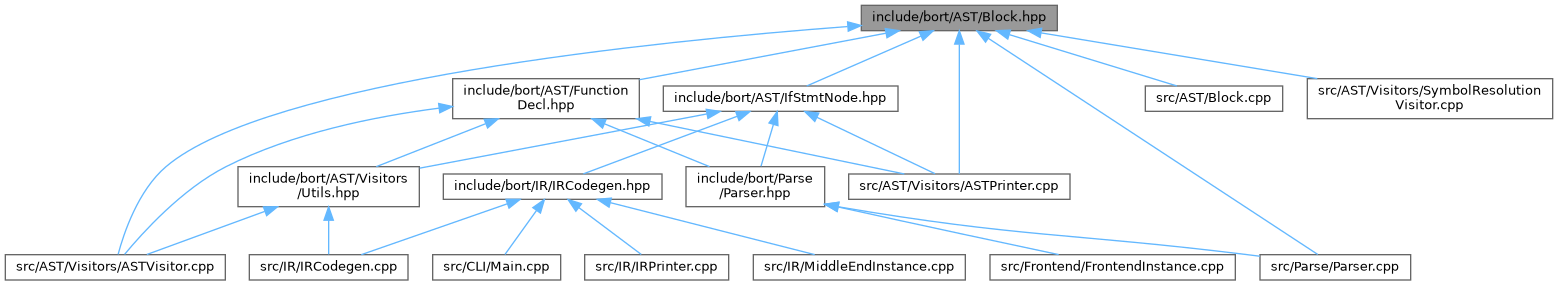 include/bort/AST/Block.hpp
include/bort/AST/Function
Decl.hpp
include/bort/AST/IfStmtNode.hpp
src/AST/Block.cpp
src/AST/Visitors/SymbolResolution
Visitor.cpp
include/bort/AST/Visitors
/Utils.hpp
include/bort/IR/IRCodegen.hpp
include/bort/Parse
/Parser.hpp
src/AST/Visitors/ASTPrinter.cpp
src/AST/Visitors/ASTVisitor.cpp
src/IR/IRCodegen.cpp
src/CLI/Main.cpp
src/IR/IRPrinter.cpp
src/IR/MiddleEndInstance.cpp
src/Frontend/FrontendInstance.cpp
src/Parse/Parser.cpp